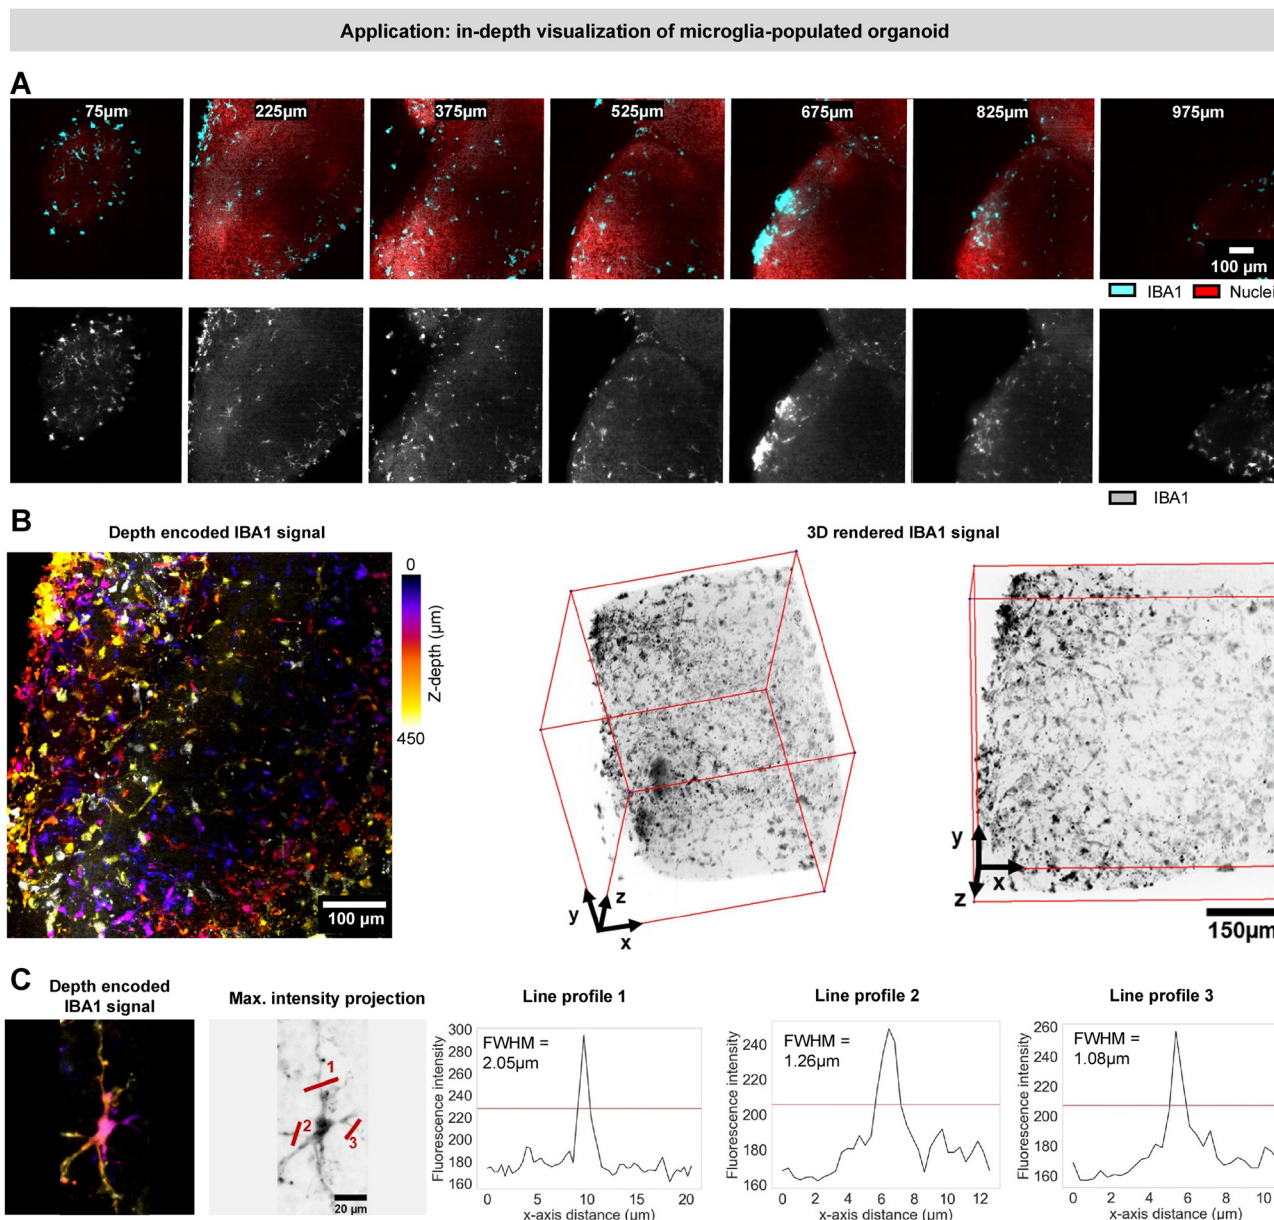 Application: in-depth visualization of microglia-populated organoid
A
75µm 225µm 375µm 525µm 675µm 825µm 975µm
100 µm
IBA1 Nuclei
IBA1
B
Depth encoded IBA1 signal
3D rendered IBA1 signal
0
Z-depth (µm)
450
100 µm
y
z
x
y
x
z
150µm
C
Depth encoded
IBA1 signal
Max. intensity projection
1
2
3
20 µm
Line profile 1
Fluorescence intensity
300
280
260
240
220
200
180
160
FWHM =
2.05µm
0 5 10 15 20
x-axis distance (µm)
Line profile 2
Fluorescence intensity
240
220
200
180
160
FWHM =
1.26µm
0 2 4 6 8 10 12
x-axis distance (µm)
Line profile 3
Fluorescence intensity
260
240
220
200
180
160
FWHM =
1.08µm
0 2 4 6 8 10
x-axis distance (µm)